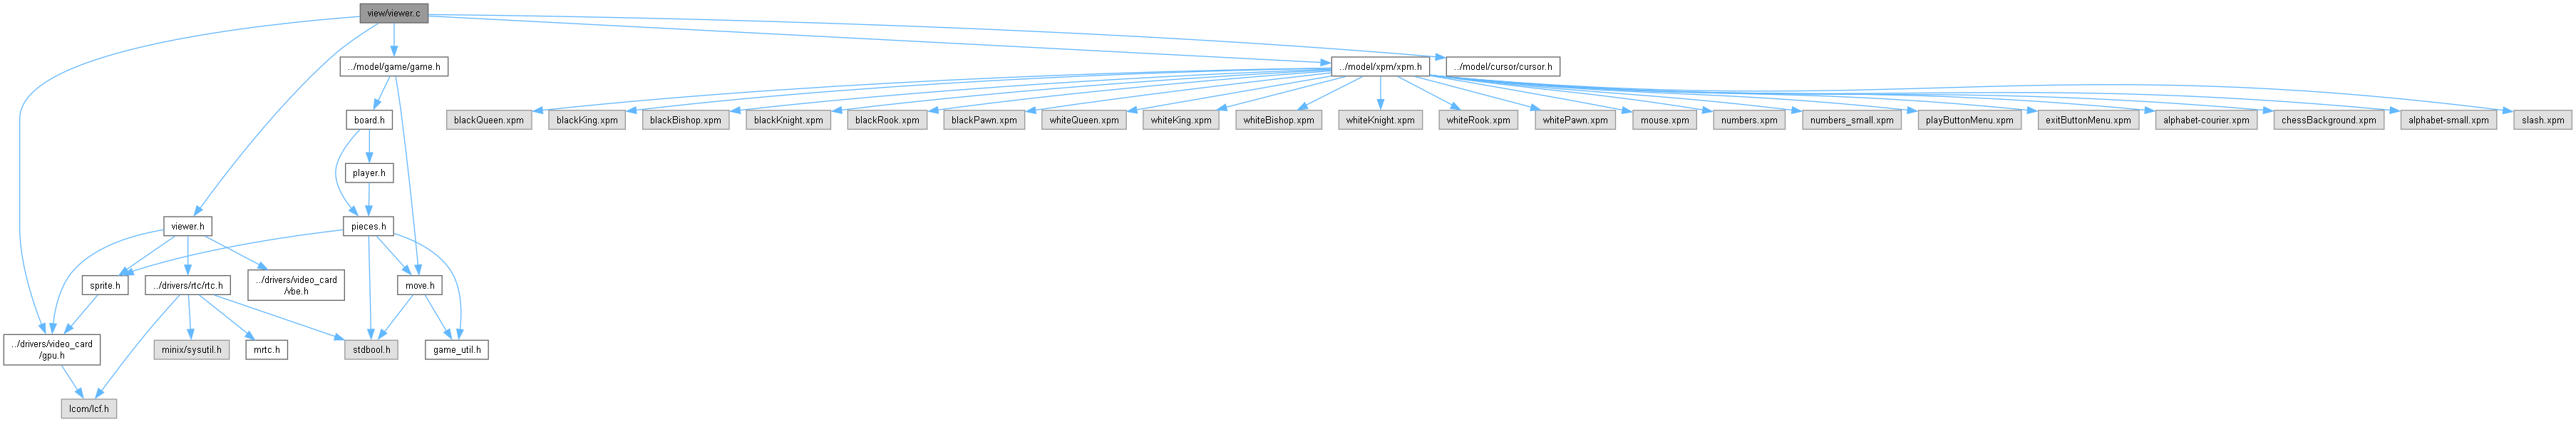 view/viewer.c
../model/game/game.h
../model/xpm/xpm.h
../model/cursor/cursor.h
board.h
blackQueen.xpm
blackKing.xpm
blackBishop.xpm
blackKnight.xpm
blackRook.xpm
blackPawn.xpm
whiteQueen.xpm
whiteKing.xpm
whiteBishop.xpm
whiteKnight.xpm
whiteRook.xpm
whitePawn.xpm
mouse.xpm
numbers.xpm
numbers_small.xpm
playButtonMenu.xpm
exitButtonMenu.xpm
alphabet-courier.xpm
chessBackground.xpm
alphabet-small.xpm
slash.xpm
player.h
viewer.h
pieces.h
sprite.h
../drivers/rtc/rtc.h
../drivers/video_card
/vbe.h
move.h
../drivers/video_card
/gpu.h
minix/sysutil.h
mrtc.h
stdbool.h
game_util.h
lcom/lcf.h